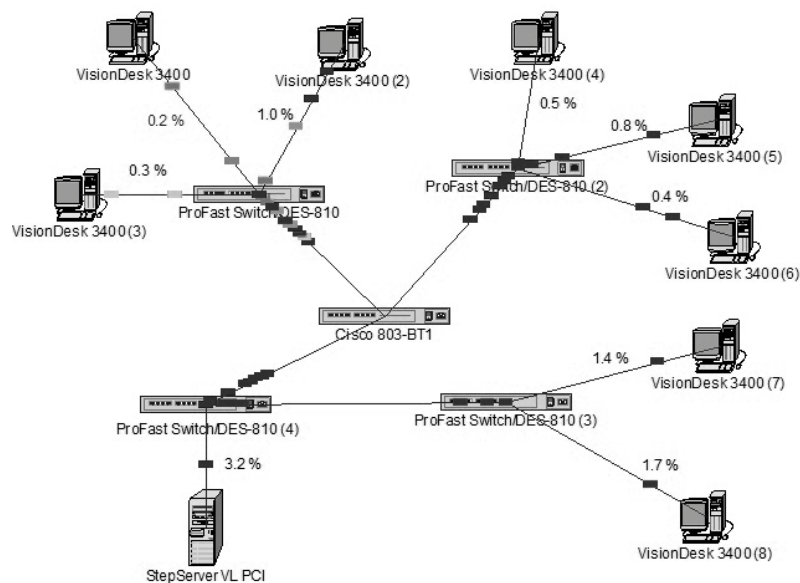 VisionDesk 3400
VisionDesk 3400 (2)
VisionDesk 3400 (4)
0.2 %
1.0 %
0.5 %
0.8 %
VisionDesk 3400 (5)
0.3 %
ProFast Switch/DES-810
ProFast Switch/DES-810 (2)
0.4 %
VisionDesk 3400 (3)
VisionDesk 3400 (6)
Cisco 803-BT1
1.4 %
VisionDesk 3400 (7)
ProFast Switch/DES-810 (4)
ProFast Switch/DES-810 (3)
3.2 %
1.7 %
VisionDesk 3400 (8)
StepServer VL PCI